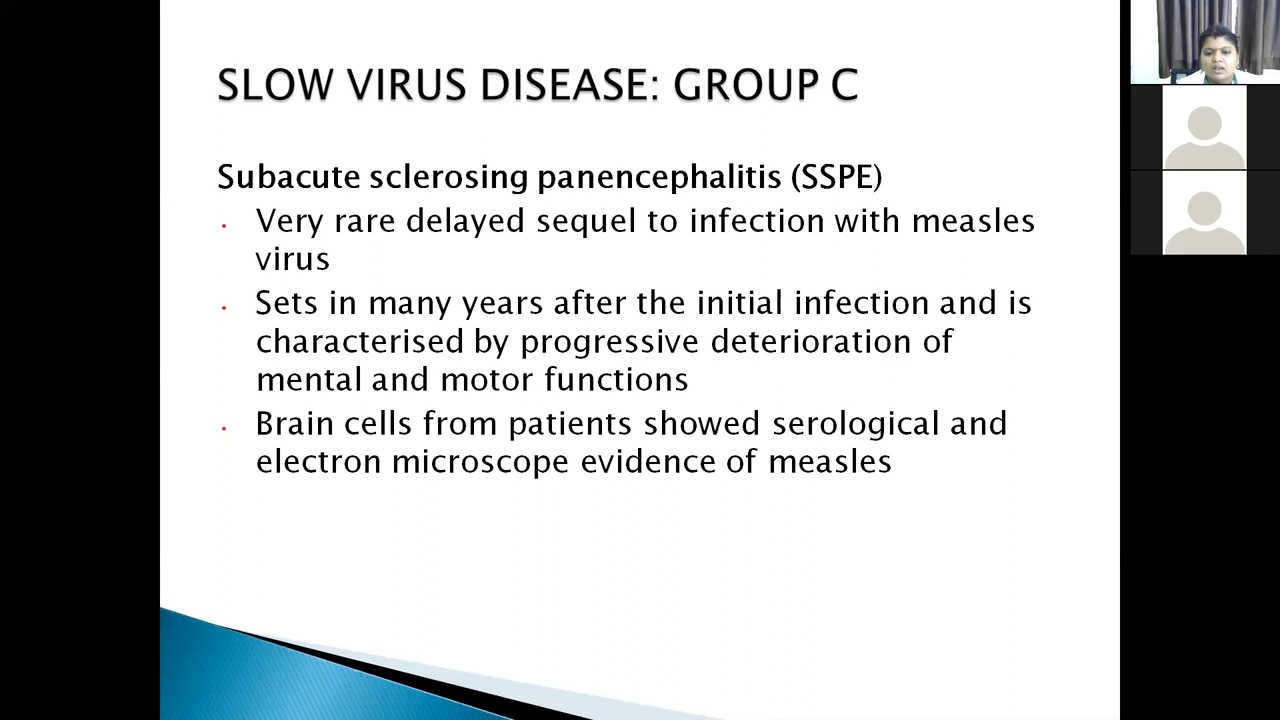 SLOW VIRUS DISEASE: GROUP C
Subacute sclerosing panencephalitis (SSPE)
• Very rare delayed sequel to infection with measles
virus
• Sets in many years after the initial infection and is
characterised by progressive deterioration of
mental and motor functions
• Brain cells from patients showed serological and
electron microscope evidence of measles